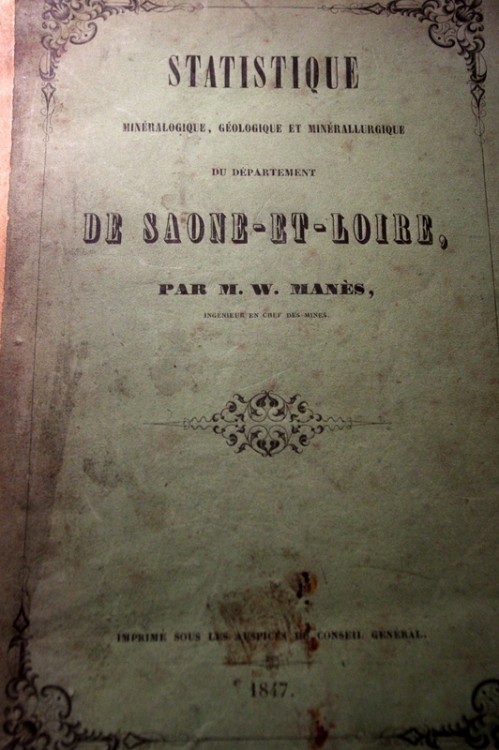 STATISTIQUE
MINÉRALOGIQUE, GÉOLOGIQUE ET MINÉRALLURGIQUE
DU DÉPARTEMENT
DE SAONE-ET-LOIRE,
PAR M. W. MANÈS,
INGÉNIEUR EN CHEF DES MINES.
IMPRIMÉ SOUS LES AUSPICES DU CONSEIL GÉNÉRAL.
1847.